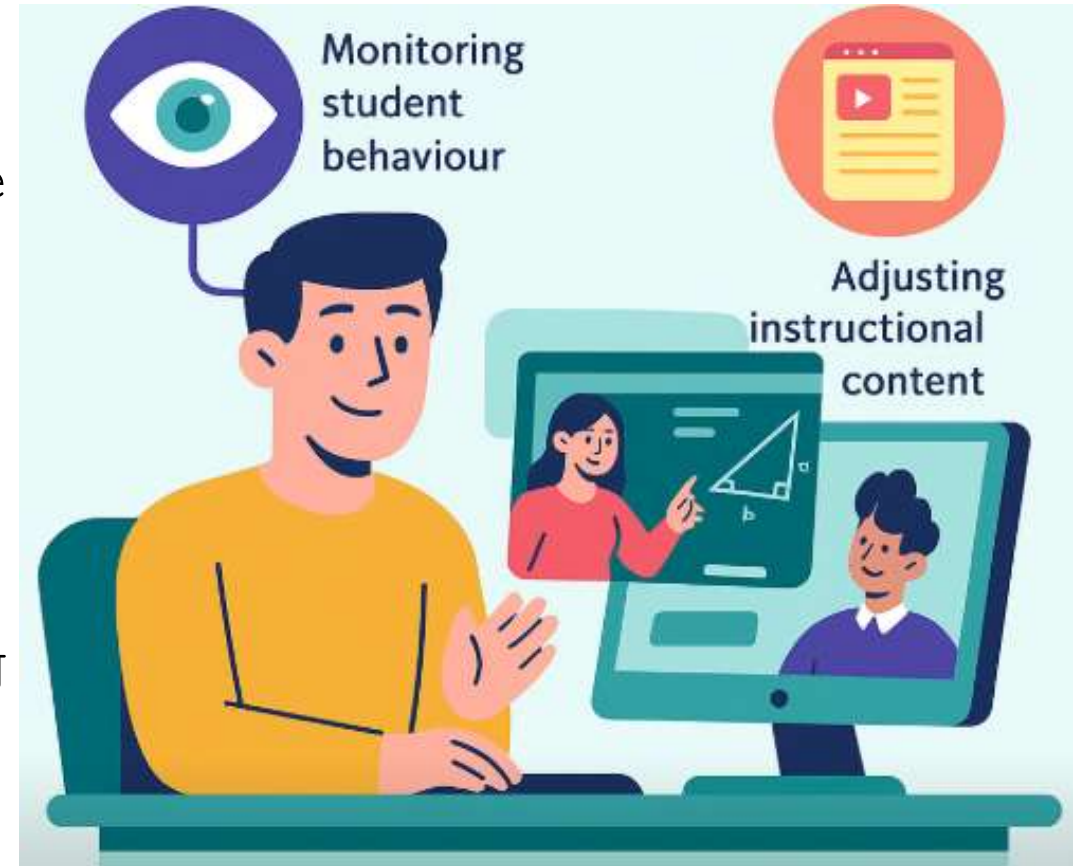 Monitoring
student
behaviour
Adjusting
instructional
content
a
b